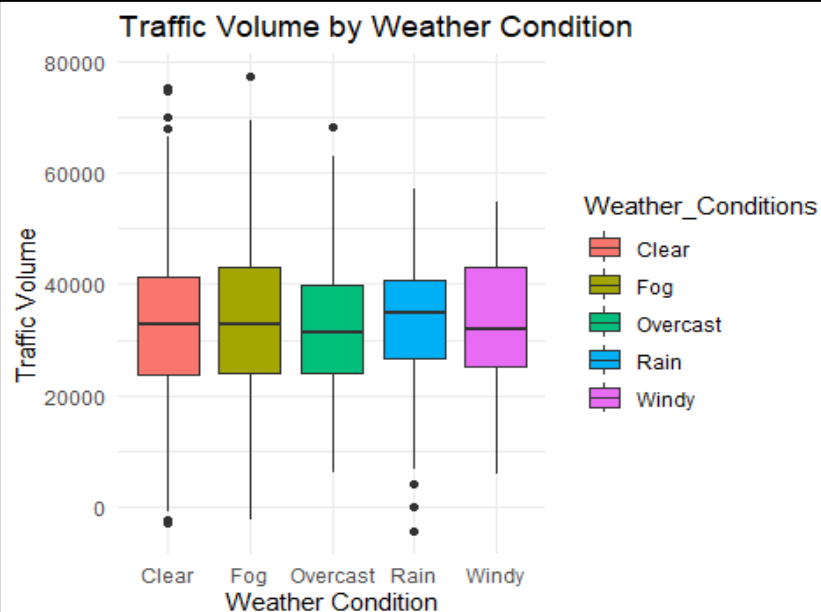 Traffic Volume by Weather Condition
80000
60000
40000
20000
0
Traffic Volume
Clear Fog Overcast Rain Windy
Weather Condition
Weather_Conditions
Clear
Fog
Overcast
Rain
Windy